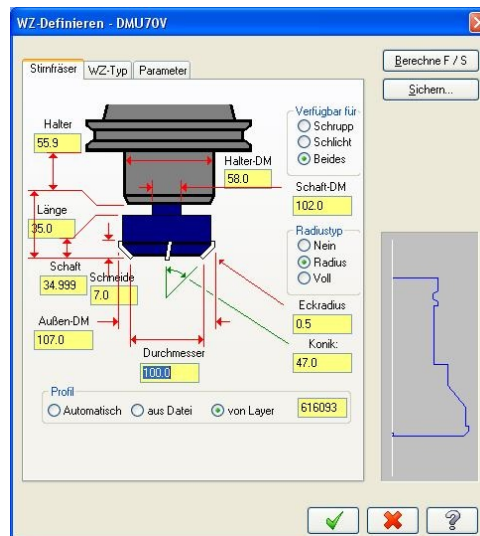 WZ-Definieren - DMU70V
Stirnfräser WZ-Typ Parameter
Berechne F / S
Sichern...
Halter
55.9
Halter-DM
58.0
Verfügbar für
Schrupp
Schlicht
Beides
Schaft-DM
102.0
Länge
35.0
Radiustyp
Nein
Radius
Voll
Schaft
34.999
Schneide
7.0
Eckradius
0.5
Außen-DM
107.0
Konik:
47.0
Durchmesser
100.0
Profil
Automatisch aus Datei von Layer 616093